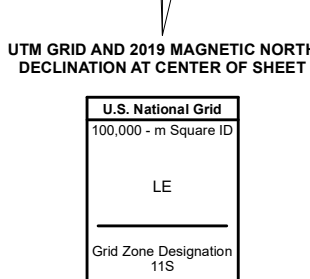 UTM GRID AND 2019 MAGNETIC NORTH
DECLINATION AT CENTER OF SHEET
U.S. National Grid
100,000 - m Square ID
LE
Grid Zone Designation
11S